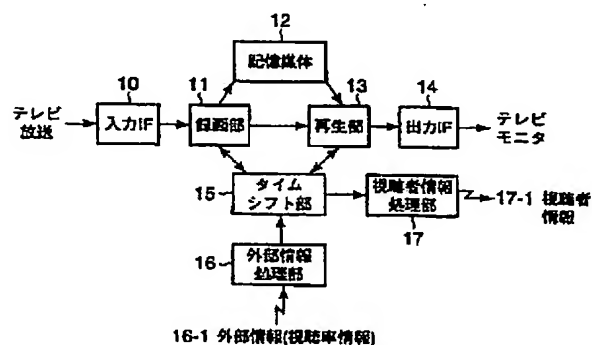 12
記憶媒体
10
11
13
14
テレビ
放送
入力IF
録画部
再生部
出力IF
テレビ
モニタ
15
タイム
シフト部
視聴者情報
処理部
17
17-1 視聴者
情報
16
外部情報
処理部
16-1 外部情報(視聴率情報)